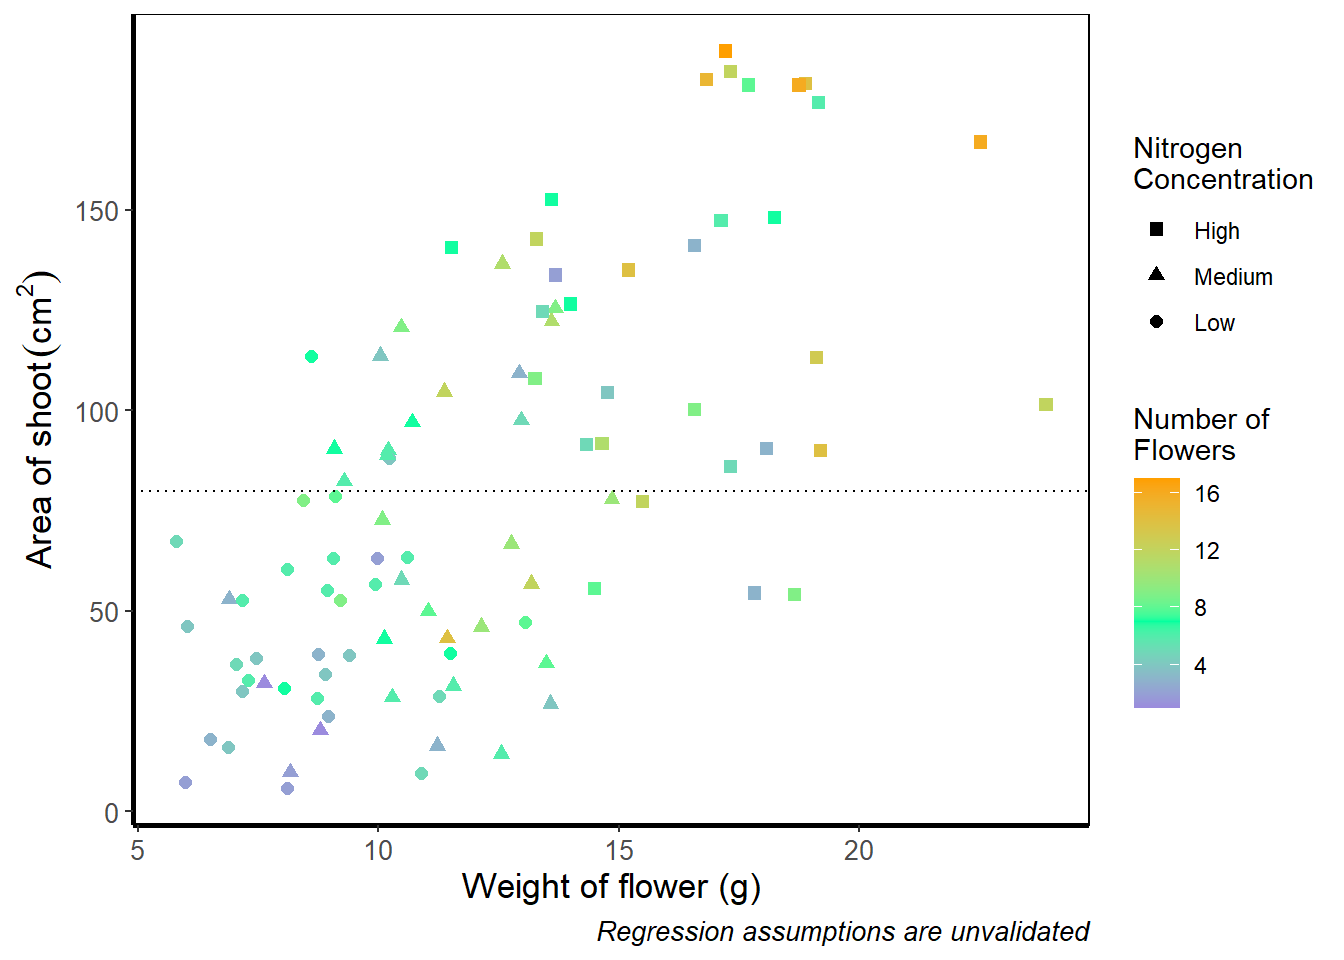 Area of shoot(cm²)
150
100
50
0
5 10 15 20
Weight of flower (g)
Regression assumptions are unvalidated
Nitrogen
Concentration
High
Medium
Low
Number of
Flowers
16
12
8
4